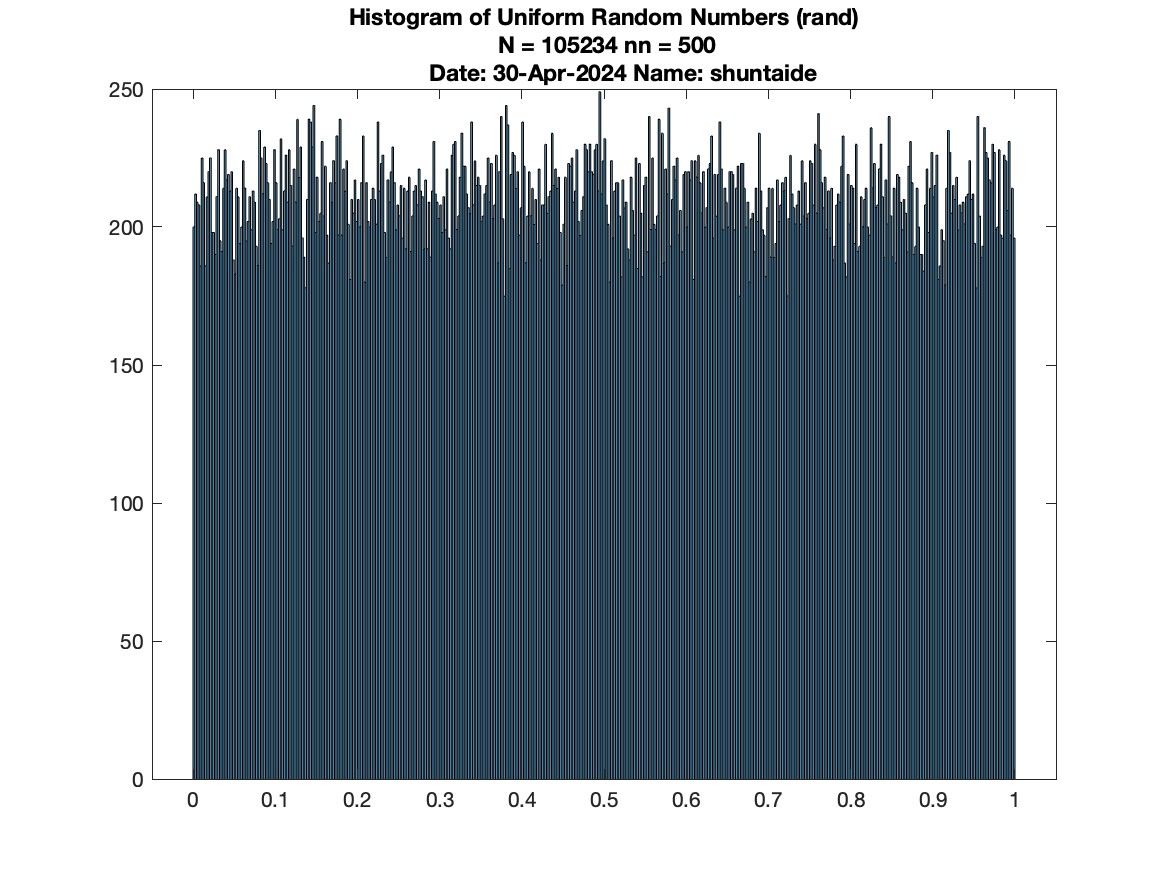 Histogram of Uniform Random Numbers (rand)
N = 105234 nn = 500
Date: 30-Apr-2024 Name: shuntaide
250
200
150
100
50
0
0 0.1 0.2 0.3 0.4 0.5 0.6 0.7 0.8 0.9 1